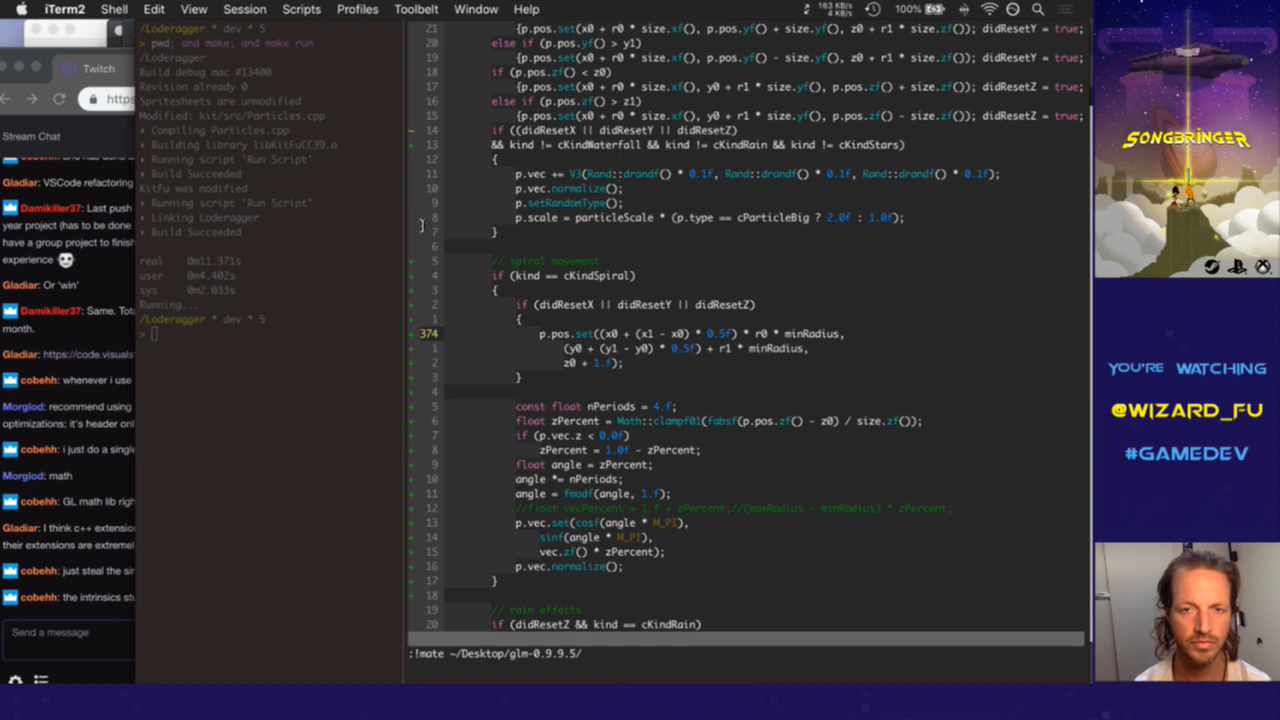 iTerm2 Shell Edit View Session Scripts Profiles Toolbelt Window Help
163 KB/s
4 KB/s
100%
Twitch
https
Stream Chat
Gladiar: VSCode refactoring
Damikiller37: Last push
year project (has to be done
have a group project to finish
experience
Gladiar: Or 'win'
Damikiller37: Same. Tota
month.
Gladiar: https://code.visuals
cobehh: whenever i use
Morglod: recommend using
optimizations; it's header onl
cobehh: i just do a single
Morglod: math
cobehh: GL math lib righ
Gladiar: I think c++ extension
their extensions are extremel
cobehh: just steal the sin
cobehh: the intrinsics stu
Send a message
/Loderagger * dev * 5
> pwd; and make; and make run
/Loderagger
Build debug mac #13400
Revision already 0
Spritesheets are unmodified
Modified: kit/src/Particles.cpp
Compiling Particles.cpp
Building library libKitFuCC39.a
Running script 'Run Script'
Build Succeeded
KitFu was modified
Running script 'Run Script'
Linking Loderagger
Build Succeeded
real 0m11.371s
user 0m4.402s
sys 0m2.033s
Running...
/Loderagger * dev * 5
>
21 {p.pos.set(x0 + r0 * size.xf(), p.pos.yf() + size.yf(), z0 + r1 * size.zf()); didResetY = true;
20 else if (p.pos.yf() > y1)
19 {p.pos.set(x0 + r0 * size.xf(), p.pos.yf() - size.yf(), z0 + r1 * size.zf()); didResetY = true;
18 if (p.pos.zf() < z0)
17 {p.pos.set(x0 + r0 * size.xf(), y0 + r1 * size.yf(), p.pos.zf() + size.zf()); didResetZ = true;
16 else if (p.pos.zf() > z1)
15 {p.pos.set(x0 + r0 * size.xf(), y0 + r1 * size.yf(), p.pos.zf() - size.zf()); didResetZ = true;
~ 14 if ((didResetX || didResetY || didResetZ)
+ 13 && kind != cKindWaterfall && kind != cKindRain && kind != cKindStars)
12 {
11 p.vec += V3(Rand::drandf() * 0.1f, Rand::drandf() * 0.1f, Rand::drandf() * 0.1f);
10 p.vec.normalize();
9 p.setRandomType();
8 p.scale = particleScale * (p.type == cParticleBig ? 2.0f : 1.0f);
7 }
6
+ 5 // spiral movement
+ 4 if (kind == cKindSpiral)
+ 3 {
+ 2 if (didResetX || didResetY || didResetZ)
+ 1 {
+ 374 p.pos.set((x0 + (x1 - x0) * 0.5f) * r0 * minRadius,
+ 1 (y0 + (y1 - y0) * 0.5f) + r1 * minRadius,
+ 2 z0 + 1.f);
+ 3 }
+ 4
+ 5 const float nPeriods = 4.f;
+ 6 float zPercent = Math::clampf01(fabsf(p.pos.zf() - z0) / size.zf());
+ 7 if (p.vec.z < 0.0f)
+ 8 zPercent = 1.0f - zPercent;
+ 9 float angle = zPercent;
+ 10 angle *= nPeriods;
+ 11 angle = fmodf(angle, 1.f);
+ 12 //float vecPercent = 1.f + zPercent;//(maxRadius - minRadius) * zPercent;
+ 13 p.vec.set(cosf(angle * M_PI),
+ 14 sinf(angle * M_PI),
+ 15 vec.zf() * zPercent);
+ 16 p.vec.normalize();
+ 17 }
+ 18
19 // rain effects
20 if (didResetZ && kind == cKindRain)
:!mate ~/Desktop/glm-0.9.9.5/
SONGBRINGER
YOU'RE WATCHING
@WIZARD_FU
#GAMEDEV